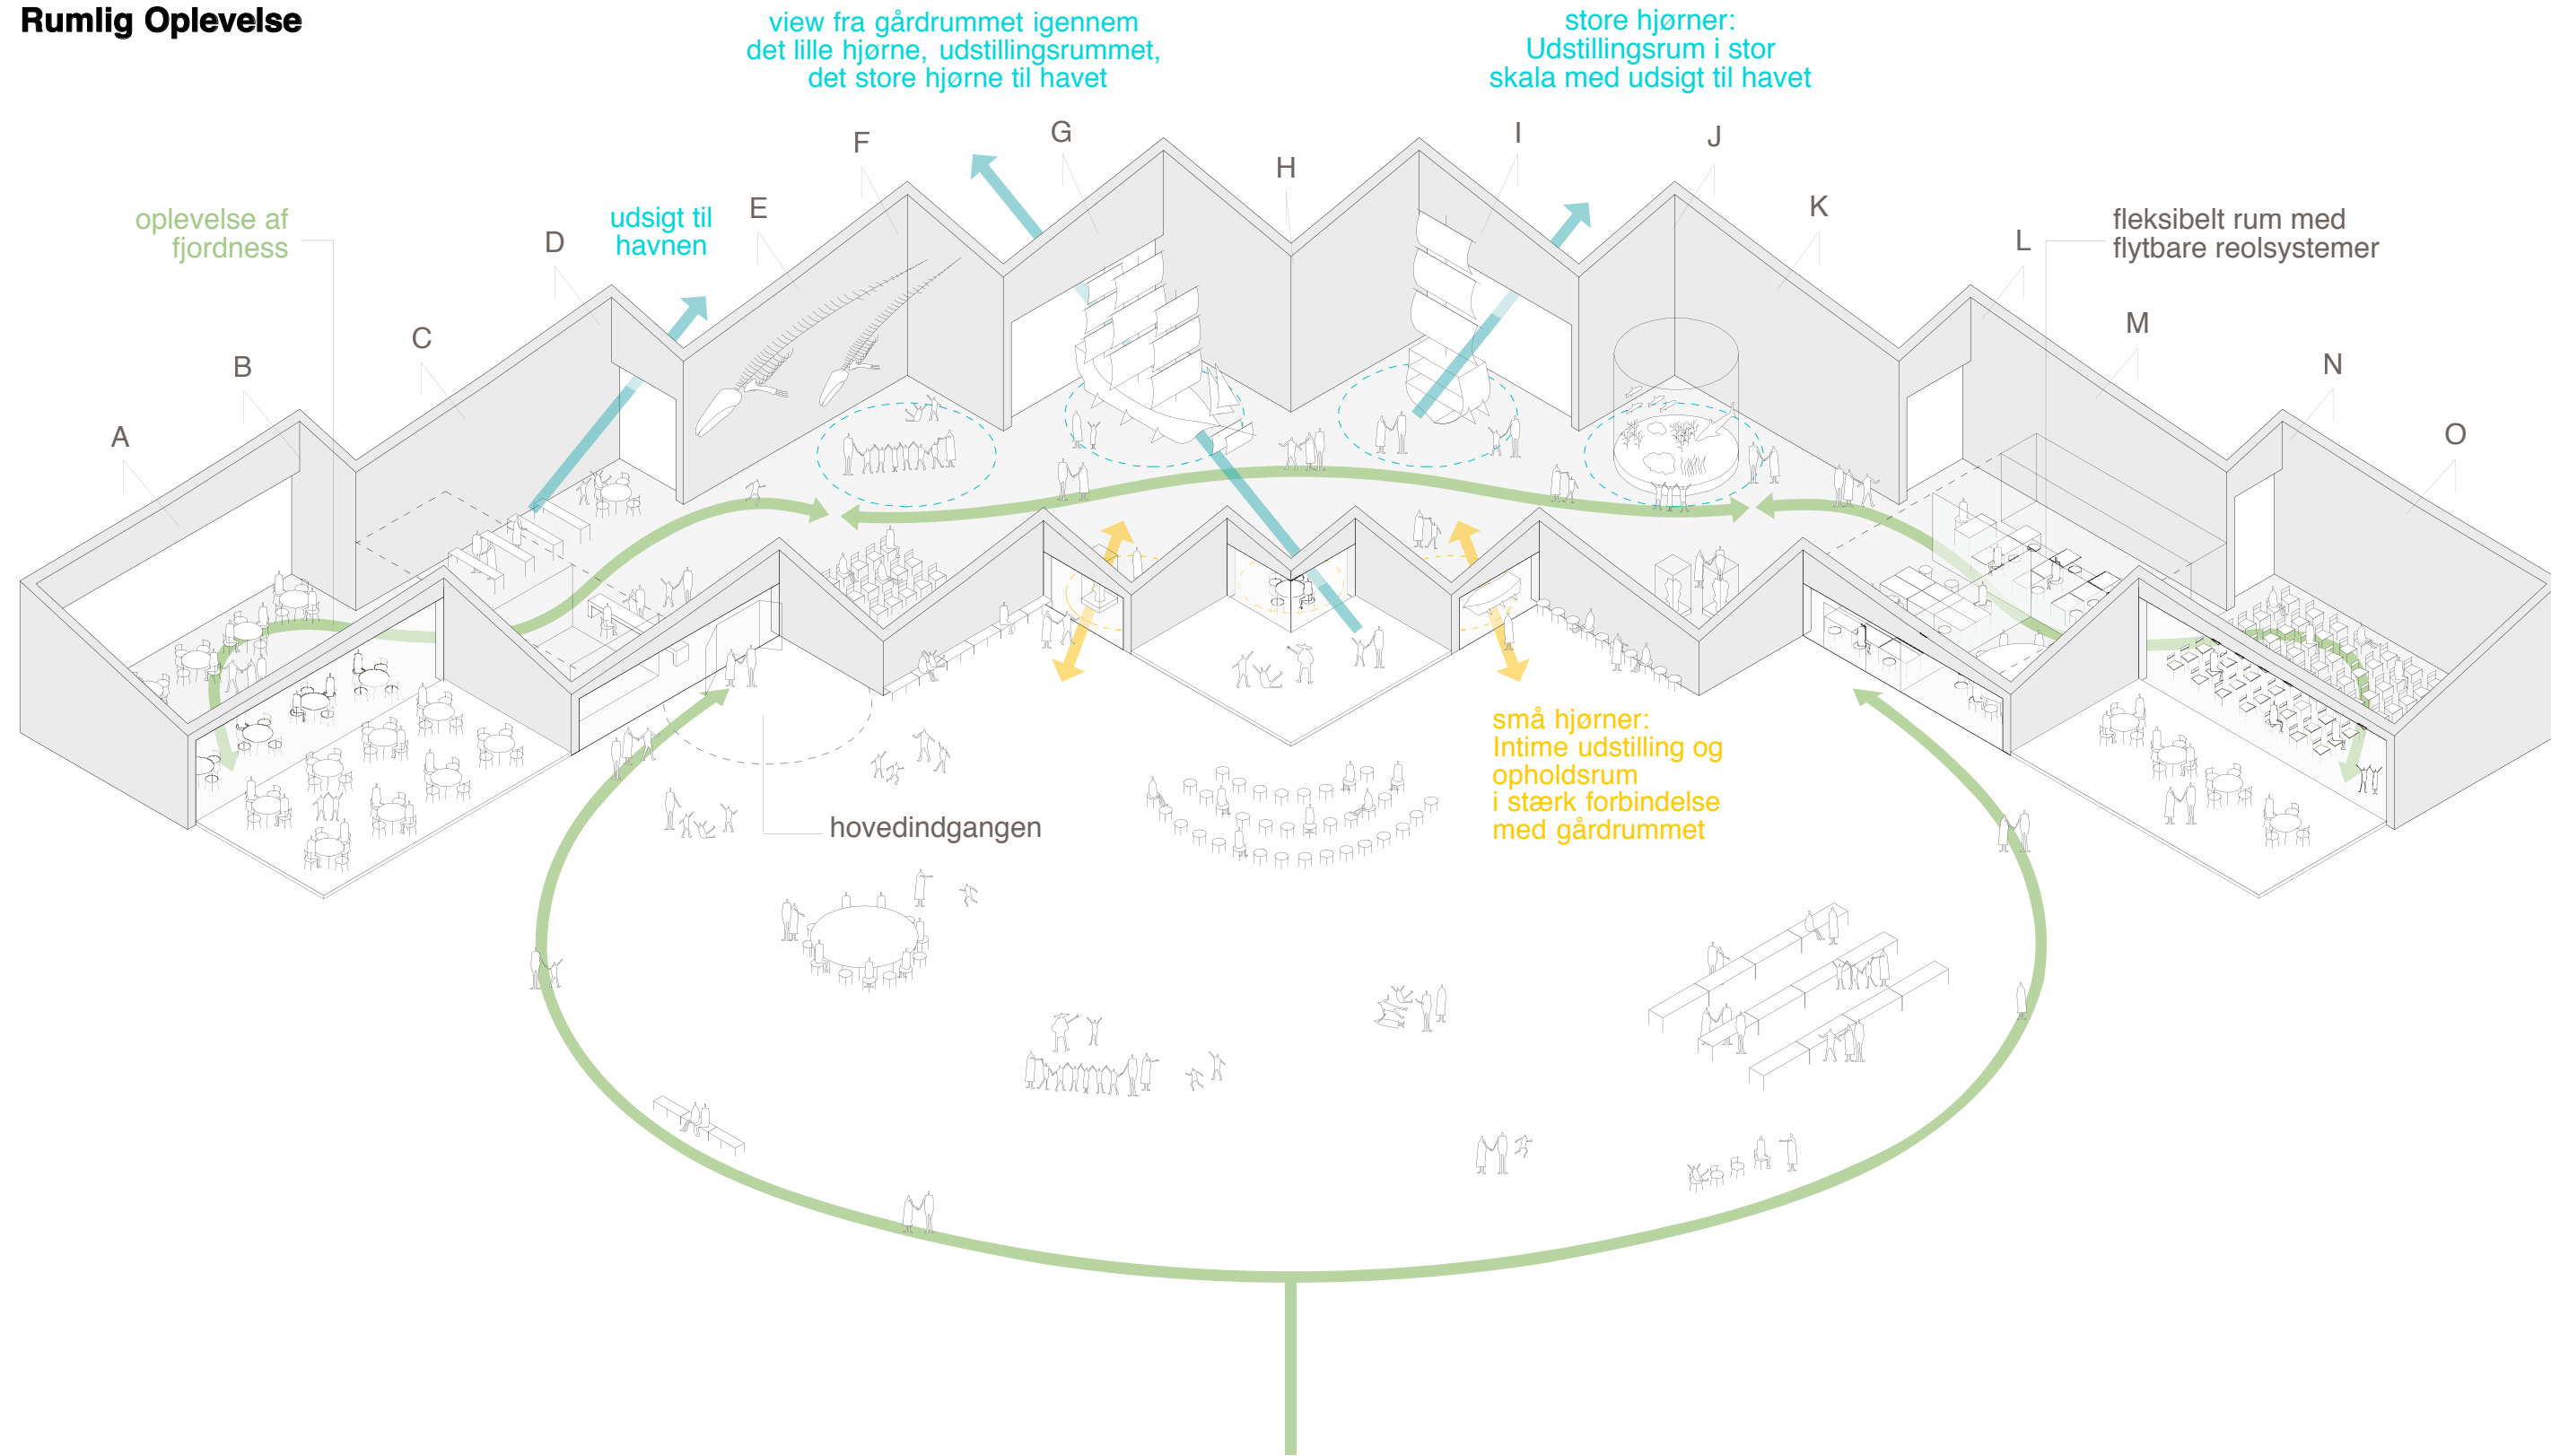 Rumlig Oplevelse
view fra gårdrummet igennem
det lille hjørne, udstillingsrummet,
det store hjørne til havet
store hjørner:
Udstillingsrum i stor
skala med udsigt til havet
oplevelse af
fjordness
udsigt til
havnen
fleksibelt rum med
flytbare reolsystemer
A
B
C
D
E
F
G
H
I
J
K
L
M
N
O
hovedindgangen
små hjørner:
Intime udstilling og
opholdsrum
i stærk forbindelse
med gårdrummet